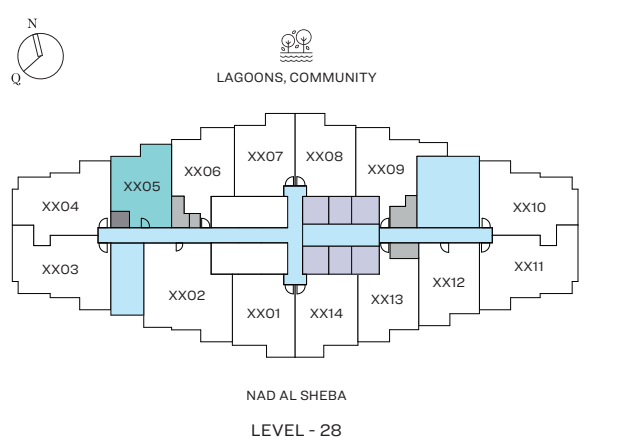 N
Q
LAGOONS, COMMUNITY
XX07
XX08
XX06
XX09
XX05
XX04
XX10
XX03
XX11
XX02
XX12
XX13
XX01
XX14
NAD AL SHEBA
LEVEL - 28